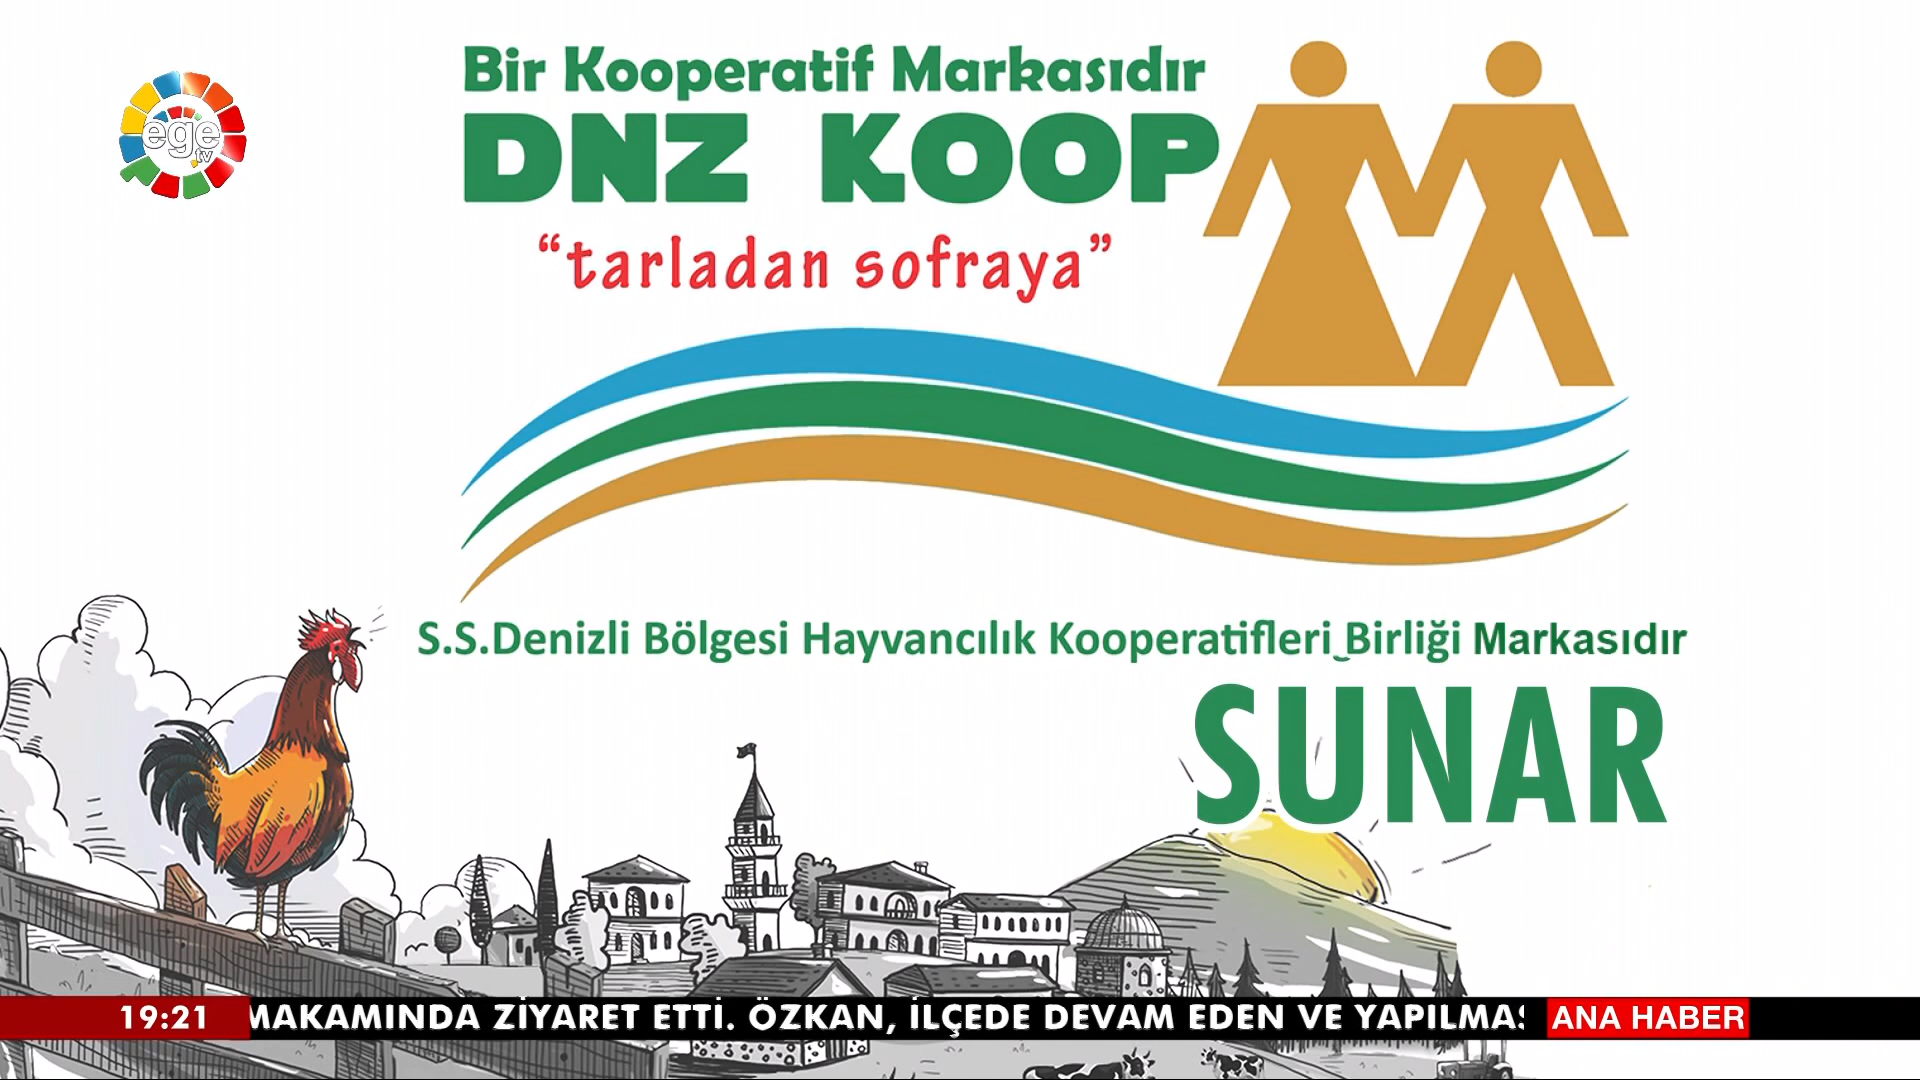 Bir Kooperatif Markasıdır
ege tv
DNZ KOOP
“tarladan sofraya”
S.S.Denizli Bölgesi Hayvancılık Kooperatifleri Birliği Markasıdır
SUNAR
19:21 MAKAMINDA ZİYARET ETTİ. ÖZKAN, İLÇEDE DEVAM EDEN VE YAPILMAS ANA HABER